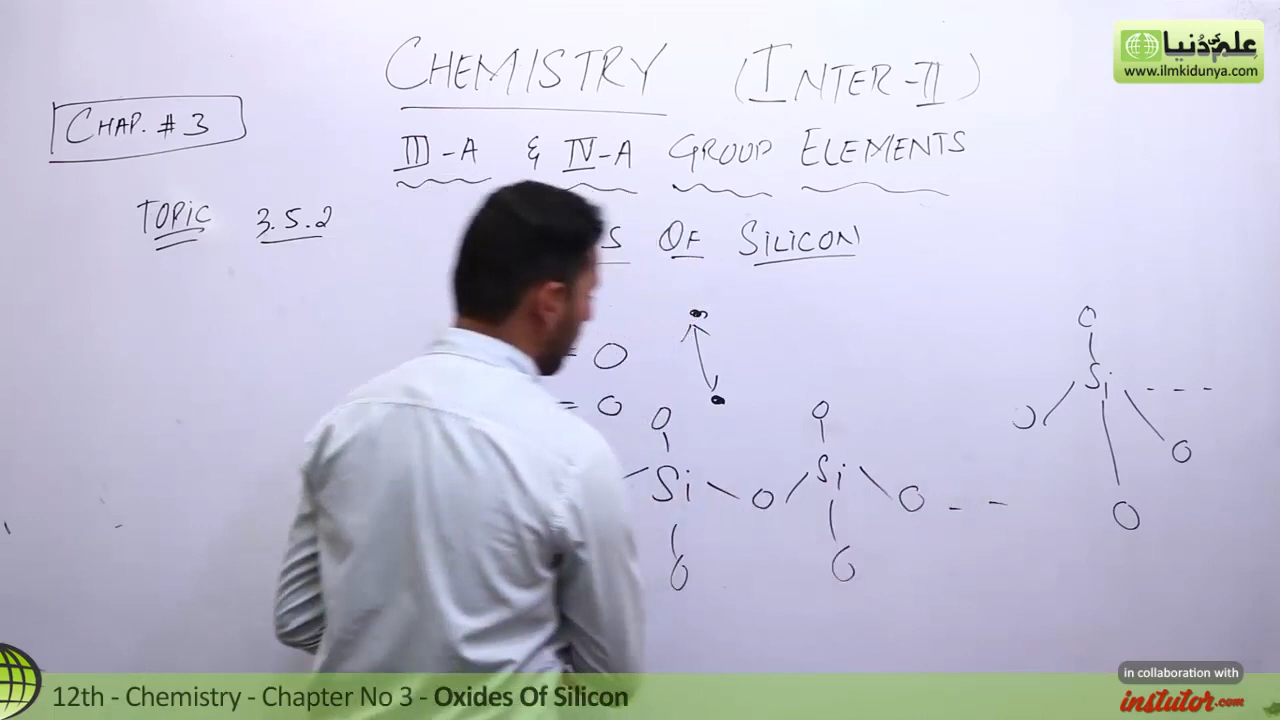 CHEMISTRY (INTER-II)
علم کی دُنیا
www.ilmkidunya.com
CHAP. # 3
III-A & IV-A GROUP ELEMENTS
TOPIC 3.5.2
S OF SILICON
= O
= O
O O O
Si O Si O - - Si - - -
O O
O O O
in collaboration with
instutor.com
12th - Chemistry - Chapter No 3 - Oxides Of Silicon